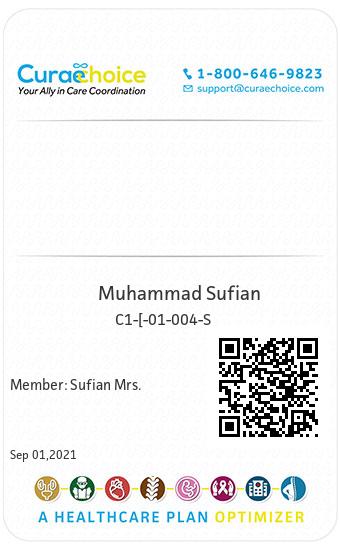 Curaechoice
Your Ally in Care Coordination
1-800-646-9823
support@curaechoice.com
Muhammad Sufian
C1-[-01-004-S
Member: Sufian Mrs.
Sep 01,2021
A HEALTHCARE PLAN OPTIMIZER